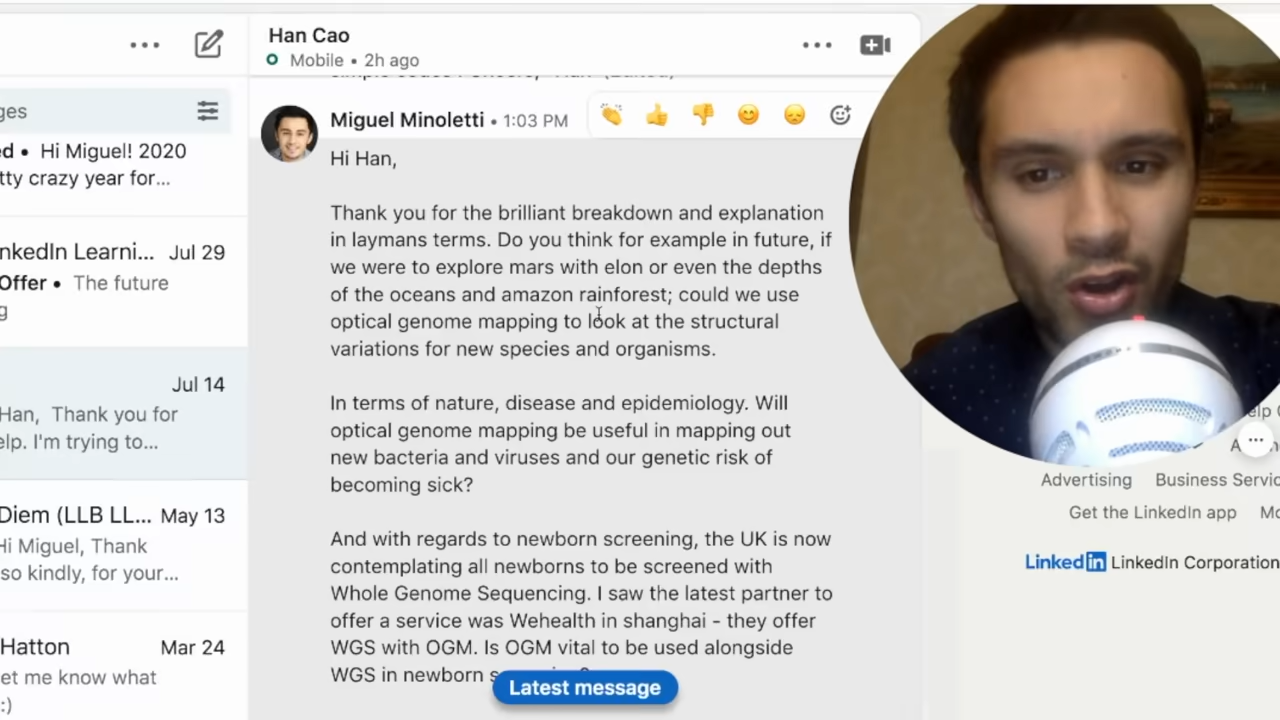 Han Cao
Mobile • 2h ago
ges
ed • Hi Miguel! 2020
tty crazy year for...
nkedIn Learni... Jul 29
Offer • The future
g
Jul 14
Han, Thank you for
elp. I'm trying to...
Diem (LLB LL... May 13
Hi Miguel, Thank
so kindly, for your...
Hatton Mar 24
et me know what
:)
Miguel Minoletti • 1:03 PM
Hi Han,
Thank you for the brilliant breakdown and explanation
in laymans terms. Do you think for example in future, if
we were to explore mars with elon or even the depths
of the oceans and amazon rainforest; could we use
optical genome mapping to look at the structural
variations for new species and organisms.
In terms of nature, disease and epidemiology. Will
optical genome mapping be useful in mapping out
new bacteria and viruses and our genetic risk of
becoming sick?
And with regards to newborn screening, the UK is now
contemplating all newborns to be screened with
Whole Genome Sequencing. I saw the latest partner to
offer a service was Wehealth in shanghai - they offer
WGS with OGM. Is OGM vital to be used alongside
WGS in newborn
Latest message
elp
Advertising Business Servic
Get the LinkedIn app Mo
Linkedin LinkedIn Corporation